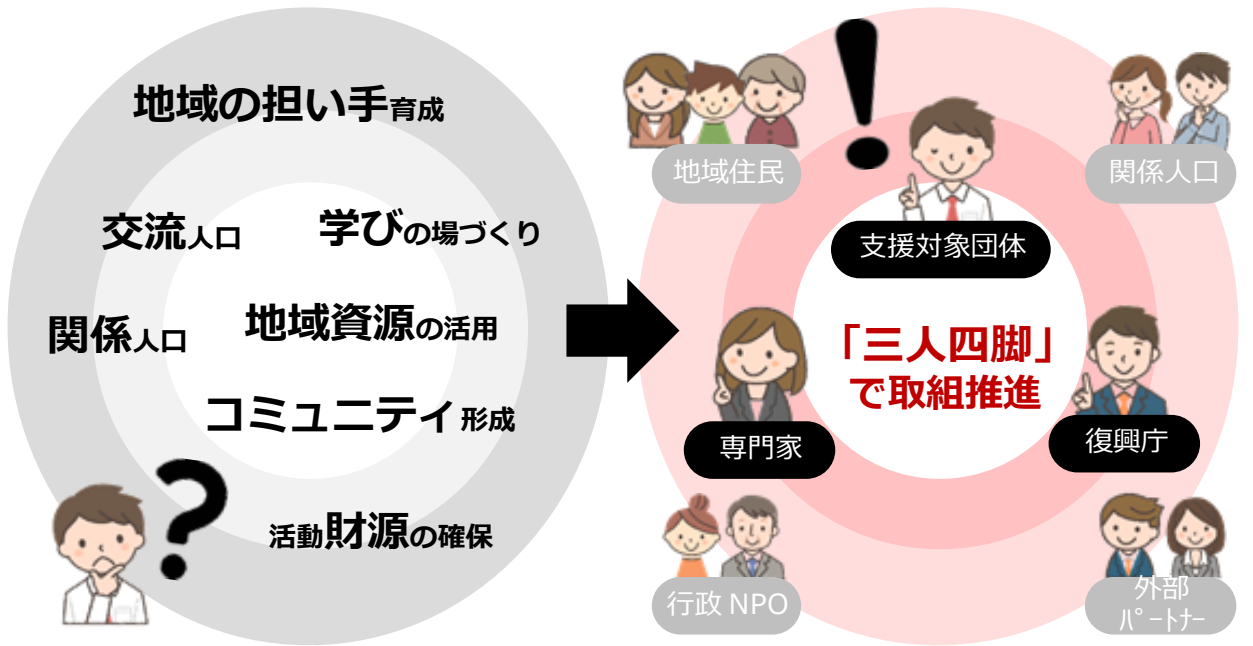 地域の担い手育成
交流人口
学びの場づくり
関係人口
地域資源の活用
コミュニティ形成
活動財源の確保
?
!
地域住民
関係人口
支援対象団体
「三人四脚」
で取組推進
専門家
復興庁
行政 NPO
外部
ﾊﾟｰﾄﾅｰ